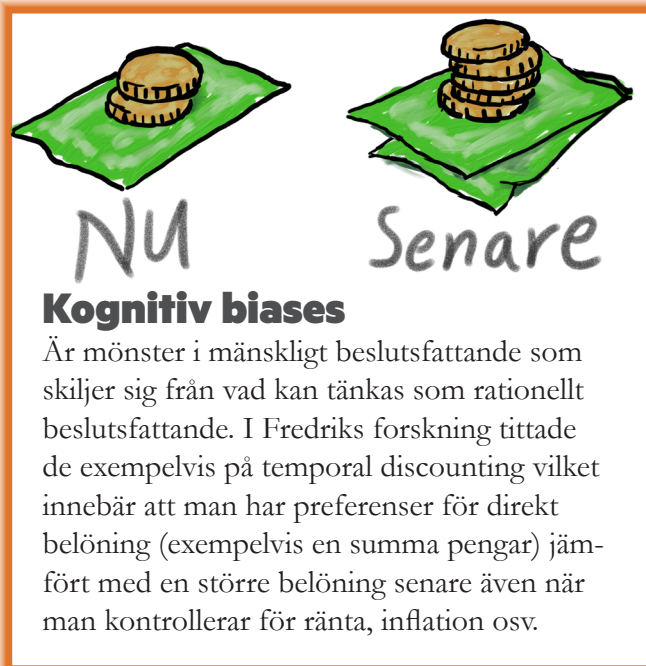 NU
Senare
Kognitiv biases
Är mönster i mänskligt beslutsfattande som
skiljer sig från vad kan tänkas som rationellt
beslutsfattande. I Fredriks forskning tittade
de exempelvis på temporal discounting vilket
innebär att man har preferenser för direkt
belöning (exempelvis en summa pengar) jäm-
fört med en större belöning senare även när
man kontrollerar för ränta, inflation osv.